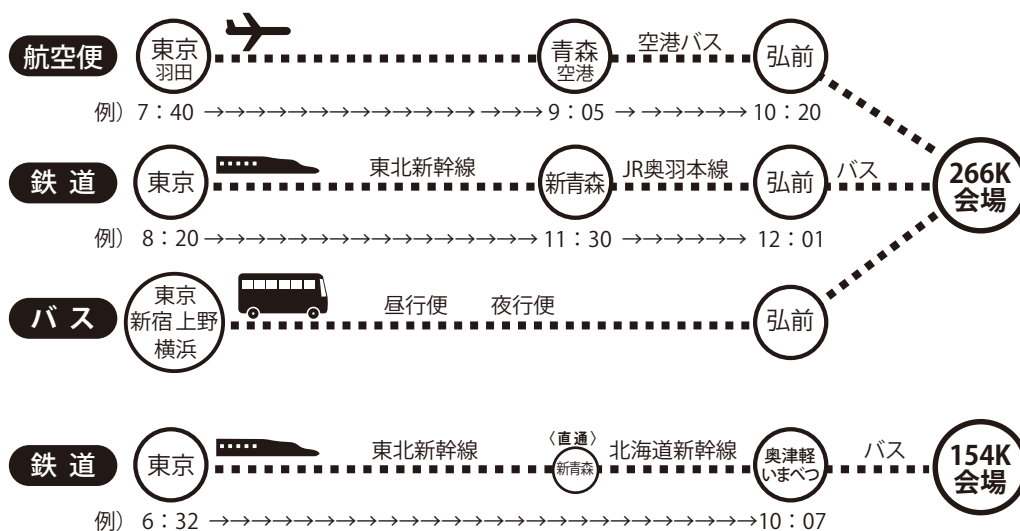 航空便
東京
羽田
青森
空港
空港バス
弘前
例）7：40 →→→→→→→→→→→→→ →→9：05 →→→→→→ 10：20
鉄 道
東京
東北新幹線
新青森
JR奥羽本線
弘前
バス
266K
会場
例）8：20 →→→→→→→→→→→→→→→→ 11：30 →→→→→→ 12：01
バ ス
東京
新宿 上野
横浜
昼行便
夜行便
弘前
鉄 道
東京
東北新幹線
〈直通〉
新青森
北海道新幹線
奥津軽
いまべつ
バス
154K
会場
例）6：32 →→→→→→→→→→→→→→→→→→→→→→→→→→10：07